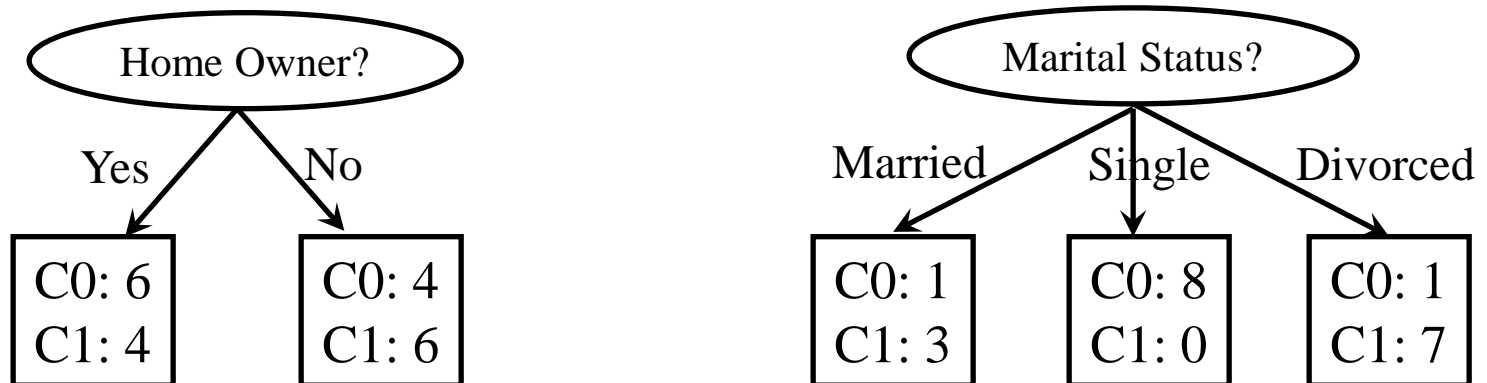 Home Owner?
Marital Status?
Yes
No
Married
Single
Divorced
C0: 6
C1: 4
C0: 4
C1: 6
C0: 1
C1: 3
C0: 8
C1: 0
C0: 1
C1: 7